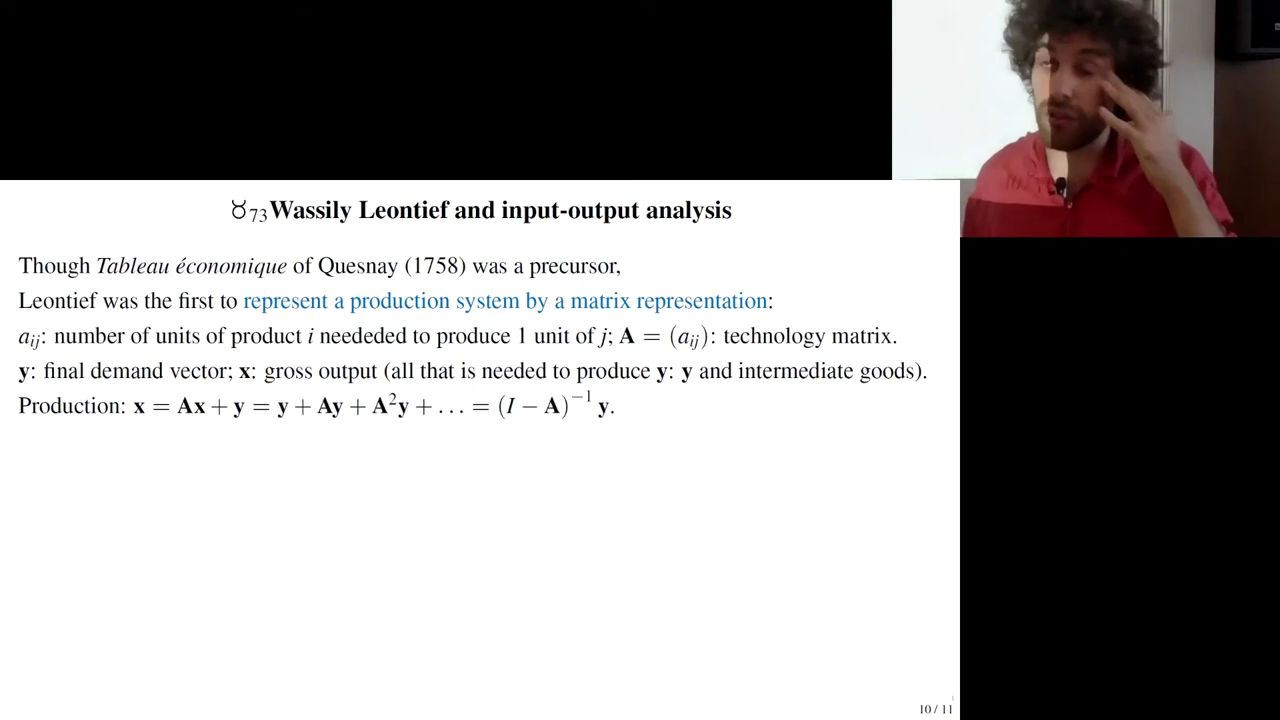 ♉73Wassily Leontief and input-output analysis
Though Tableau économique of Quesnay (1758) was a precursor,
Leontief was the first to represent a production system by a matrix representation:
aij: number of units of product i neededed to produce 1 unit of j; A = (aij): technology matrix.
y: final demand vector; x: gross output (all that is needed to produce y: y and intermediate goods).
Production: x = Ax + y = y + Ay + A²y + … = (I − A)⁻¹ y.
10 / 11